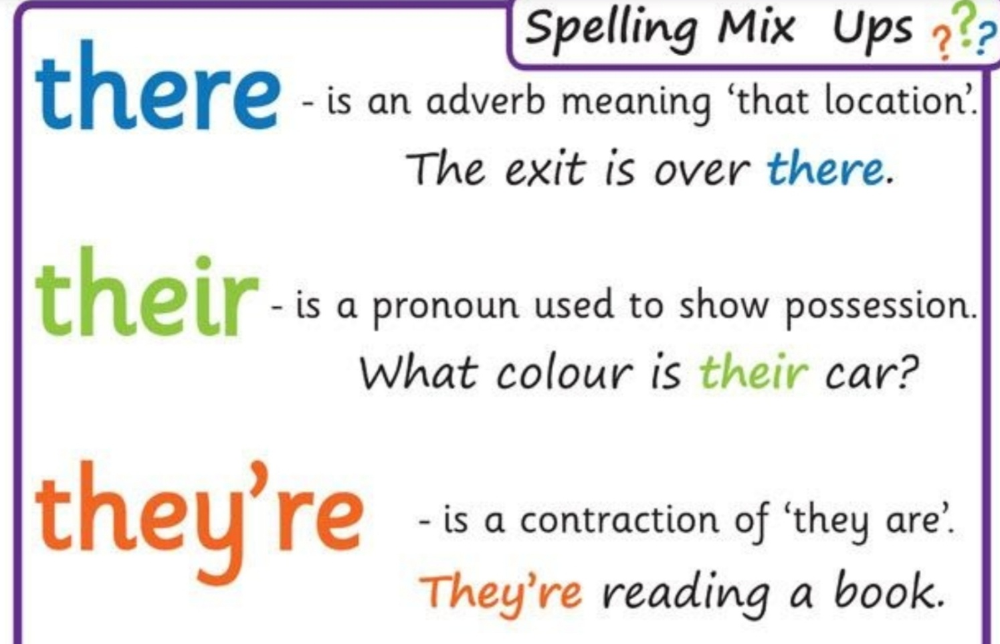 Spelling Mix Ups ???
there - is an adverb meaning ‘that location’.
The exit is over there.
their - is a pronoun used to show possession.
What colour is their car?
they’re - is a contraction of ‘they are’.
They’re reading a book.